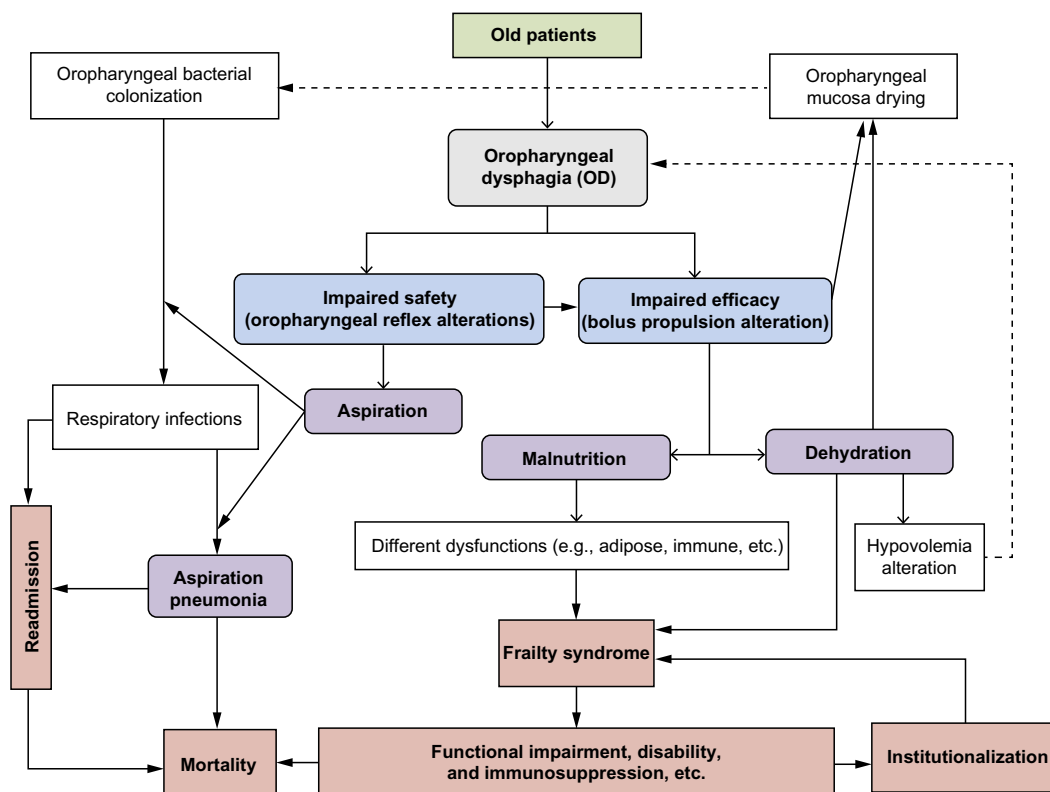 Old patients
Oropharyngeal bacterial
colonization
Oropharyngeal
mucosa drying
Oropharyngeal
dysphagia (OD)
Impaired safety
(oropharyngeal reflex alterations)
Impaired efficacy
(bolus propulsion alteration)
Respiratory infections
Aspiration
Malnutrition
Dehydration
Different dysfunctions (e.g., adipose, immune, etc.)
Hypovolemia
alteration
Readmission
Aspiration
pneumonia
Frailty syndrome
Mortality
Functional impairment, disability,
and immunosuppression, etc.
Institutionalization